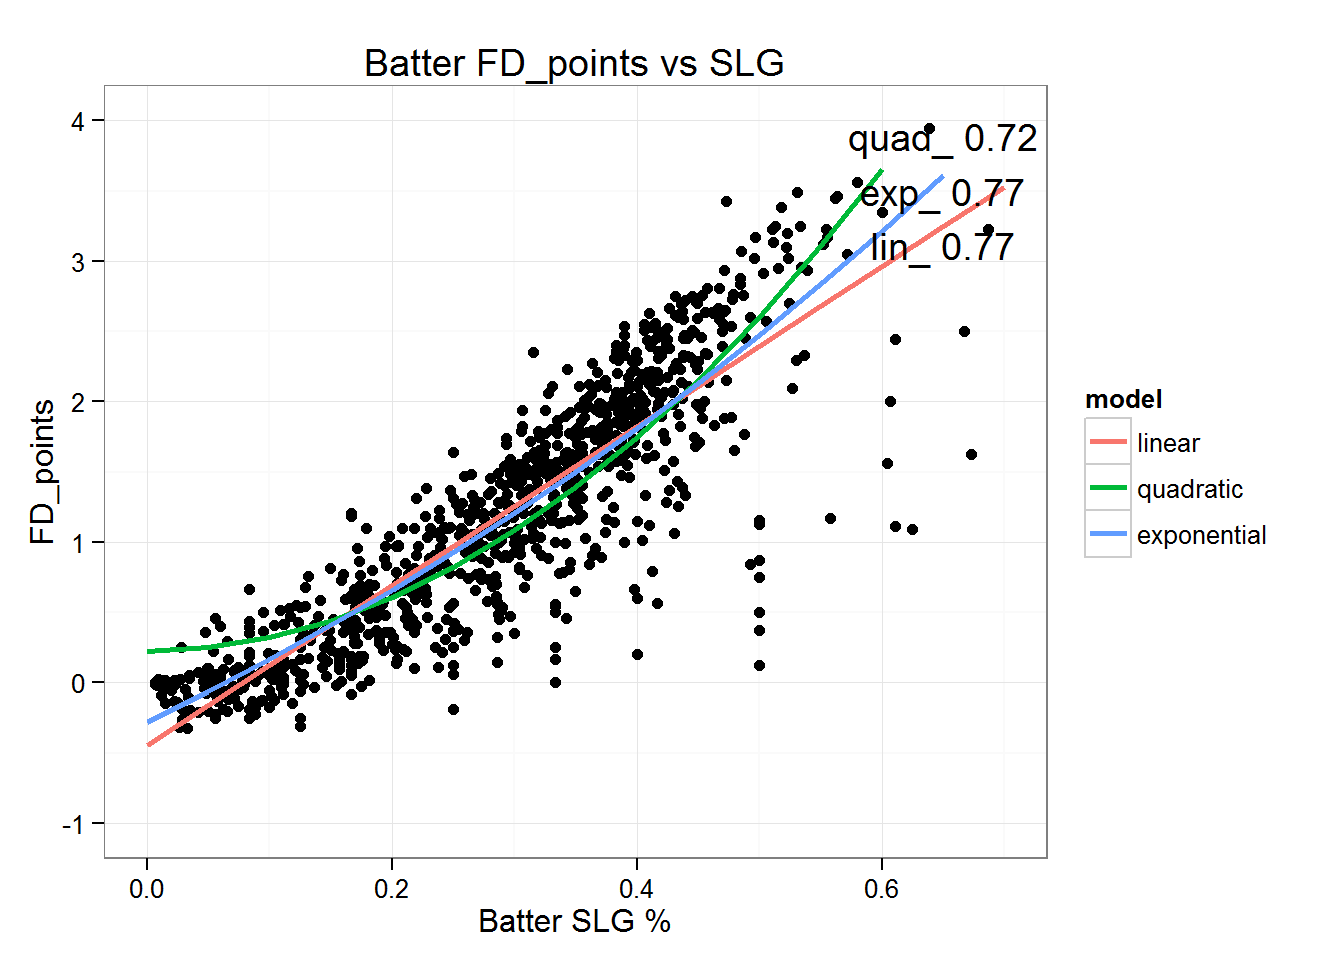 Batter FD_points vs SLG
4
3
2
1
0
-1
FD_points
quad_ 0.72
exp_ 0.77
lin_ 0.77
model
linear
quadratic
exponential
0.0
0.2
0.4
0.6
Batter SLG %